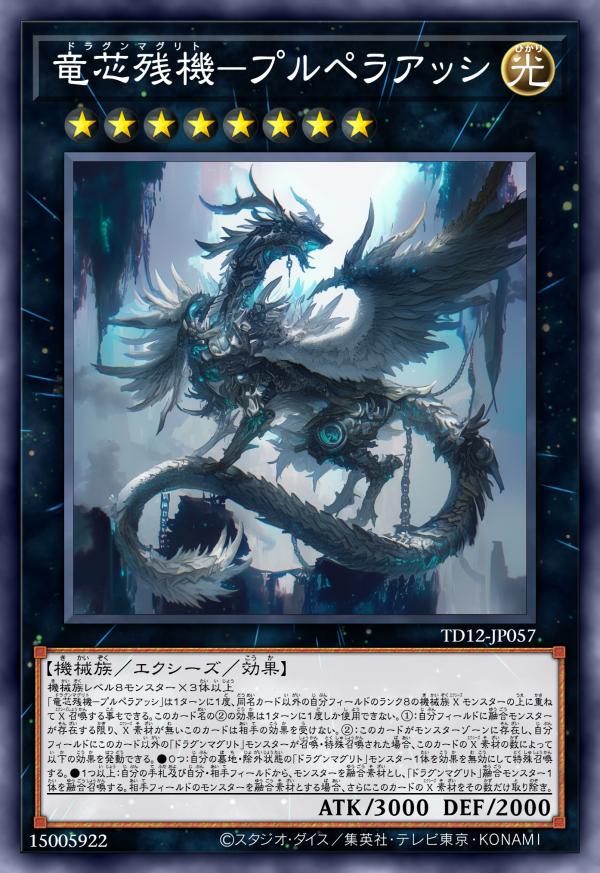 ドラグンマグリト
竜芯残機－プルペラアッシ
ひかり
光
TD12-JP057
【機械族／エクシーズ／効果】
機械族レベル８モンスター×３体以上
「竜芯残機－プルペラアッシ」は１ターンに１度、同名カード以外の自分フィールドのランク８の機械族Ｘモンスターの上に重ね
てＸ召喚する事もできる。このカード名の②の効果は１ターンに１度しか使用できない。①：自分フィールドに融合モンスター
が存在する限り、Ｘ素材が無いこのカードは相手の効果を受けない。②：このカードがモンスターゾーンに存在し、自分
フィールドにこのカード以外の「ドラグンマグリト」モンスターが召喚・特殊召喚された場合、このカードのＸ素材の数によって
以下の効果を発動できる。●０つ：自分の墓地・除外状態の「ドラグンマグリト」モンスター１体を効果を無効にして特殊召
喚する。●１つ以上：自分の手札及び自分・相手フィールドから、モンスターを融合素材とし、「ドラグンマグリト」融合モンスター１
体を融合召喚する。相手フィールドのモンスターを融合素材とする場合、さらにこのカードのＸ素材をその数だけ取り除き。
ATK/3000 DEF/2000
15005922
©スタジオ・ダイス／集英社・テレビ東京・KONAMI